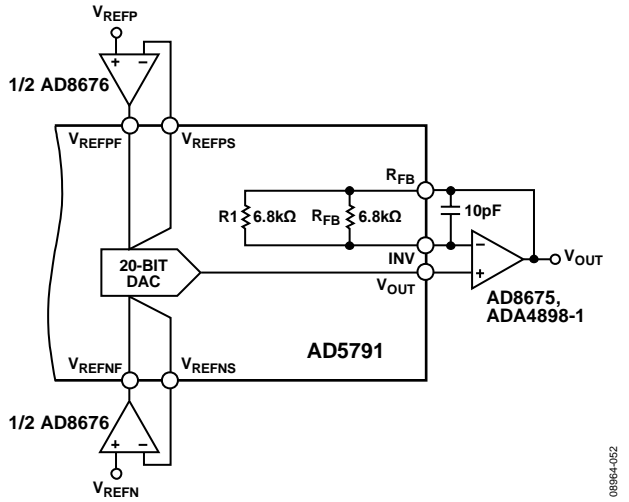 VREFP
1/2 AD8676
+ −
VREFPF
VREFPS
RFB
R1 6.8kΩ
RFB 6.8kΩ
10pF
20-BIT
DAC
INV
VOUT
−
+
VOUT
AD8675,
ADA4898-1
AD5791
VREFNF
VREFNS
1/2 AD8676
+ −
VREFN
08964-052